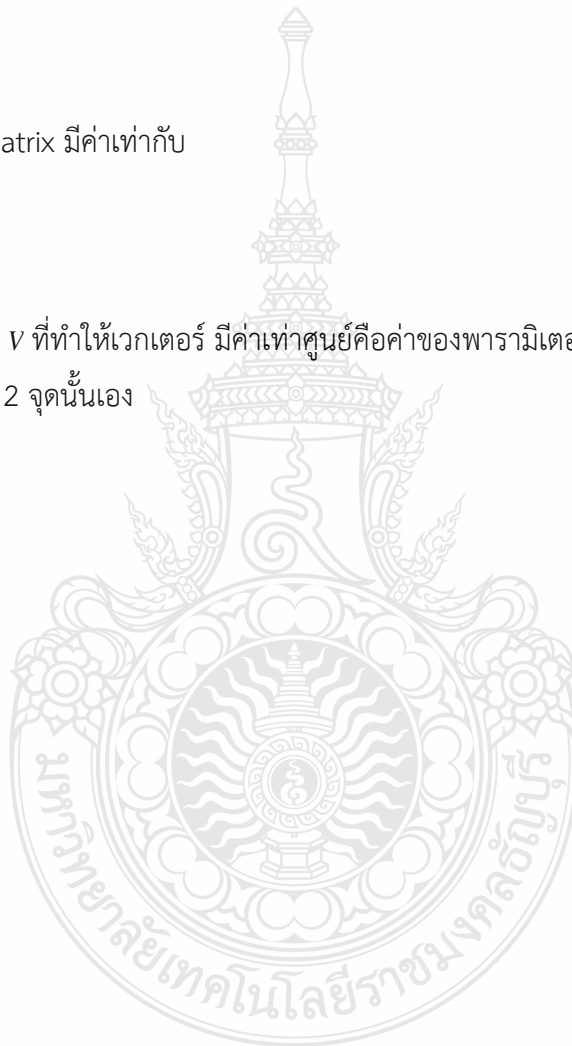 atrix มีค่าเท่ากับ
V ที่ทำให้เวกเตอร์ มีค่าเท่าศูนย์คือค่าของพารามิเตอ
2 จุดนั้นเอง
มหาวิทยาลัยเทคโนโลยีราชมงคลธัญบุรี